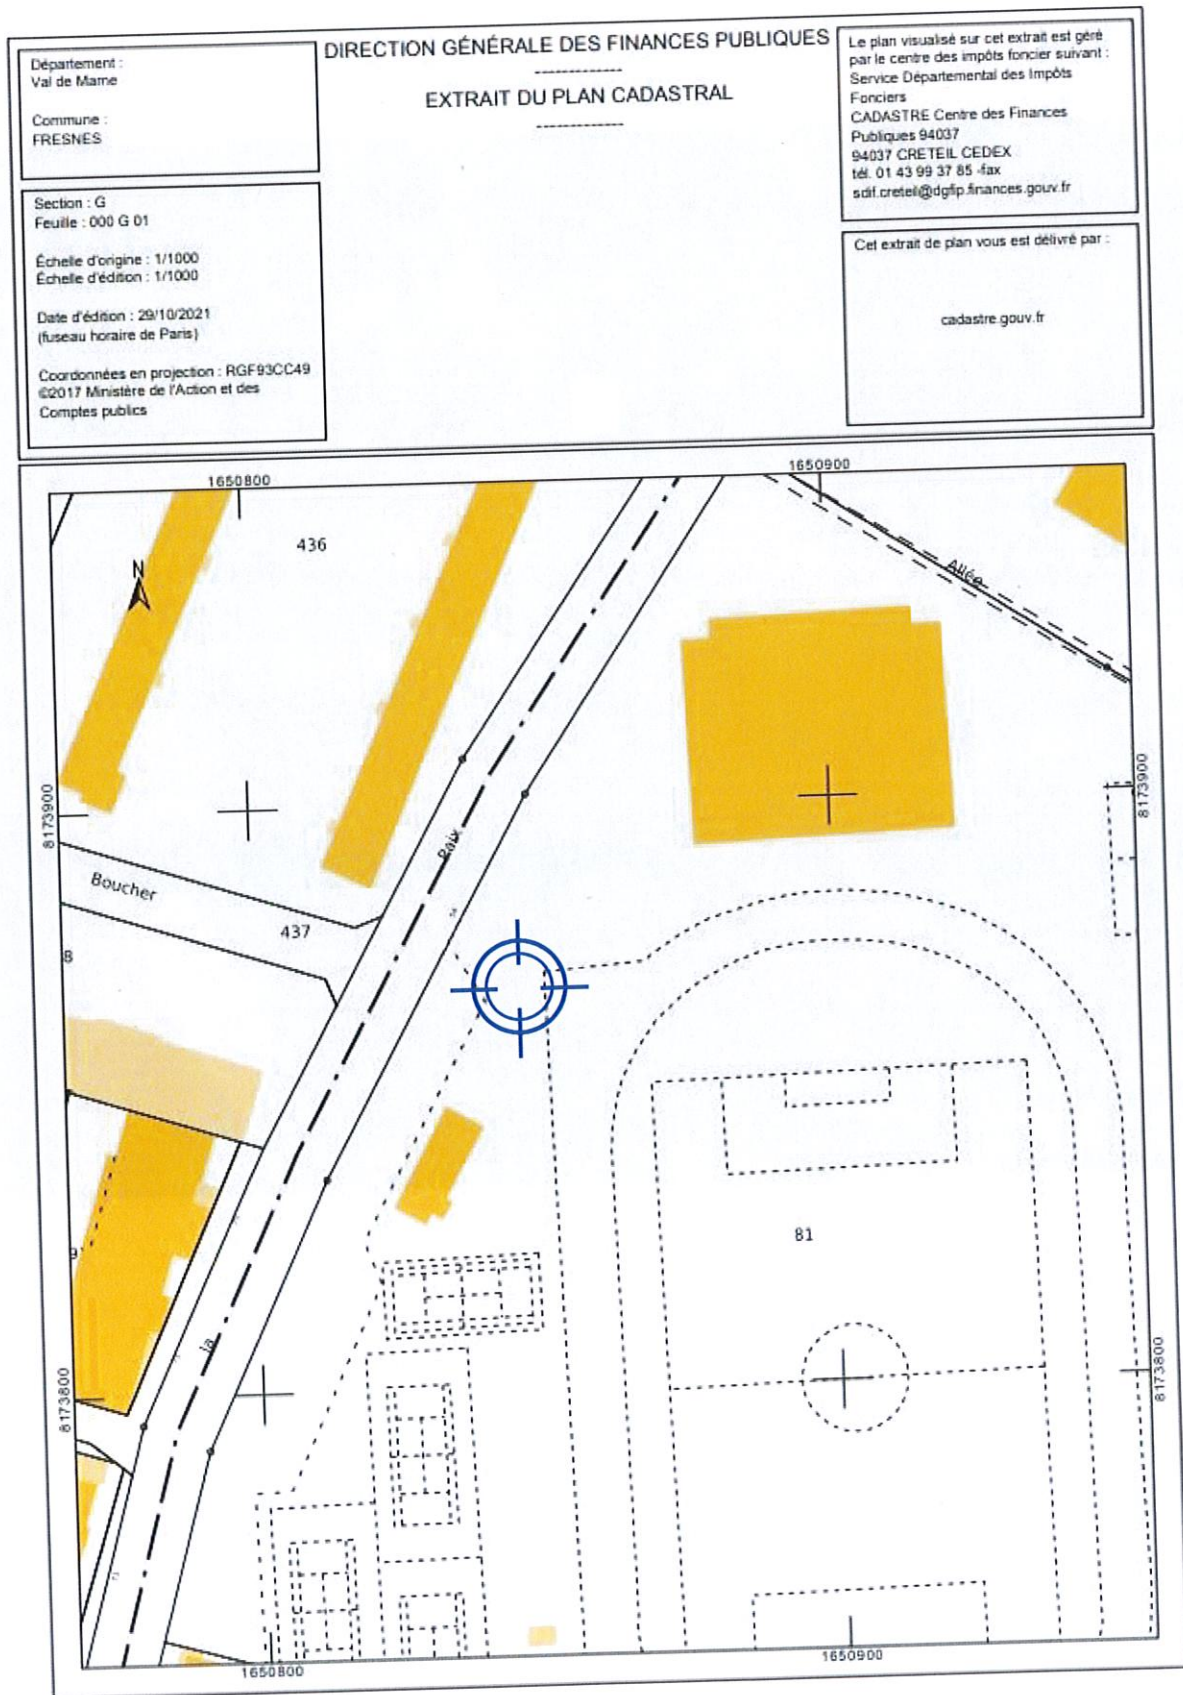 Département :
Val de Marne
Commune :
FRESNES
Section : G
Feuille : 000 G 01
Échelle d'origine : 1/1000
Échelle d'édition : 1/1000
Date d'édition : 29/10/2021
(fuseau horaire de Paris)
Coordonnées en projection : RGF93CC49
©2017 Ministère de l'Action et des
Comptes publics
DIRECTION GÉNÉRALE DES FINANCES PUBLIQUES
--------------
EXTRAIT DU PLAN CADASTRAL
--------------
Le plan visualisé sur cet extrait est géré
par le centre des impôts foncier suivant :
Service Départemental des Impôts
Fonciers
CADASTRE Centre des Finances
Publiques 94037
94037 CRETEIL CEDEX
tél. 01 43 99 37 85 -fax
sdif.creteil@dgfip.finances.gouv.fr
Cet extrait de plan vous est délivré par :
cadastre.gouv.fr
1650800
1650900
436
N
Allée
8173900
8173900
Paix
Boucher
437
8
81
9
la
8173800
8173800
1650800
1650900